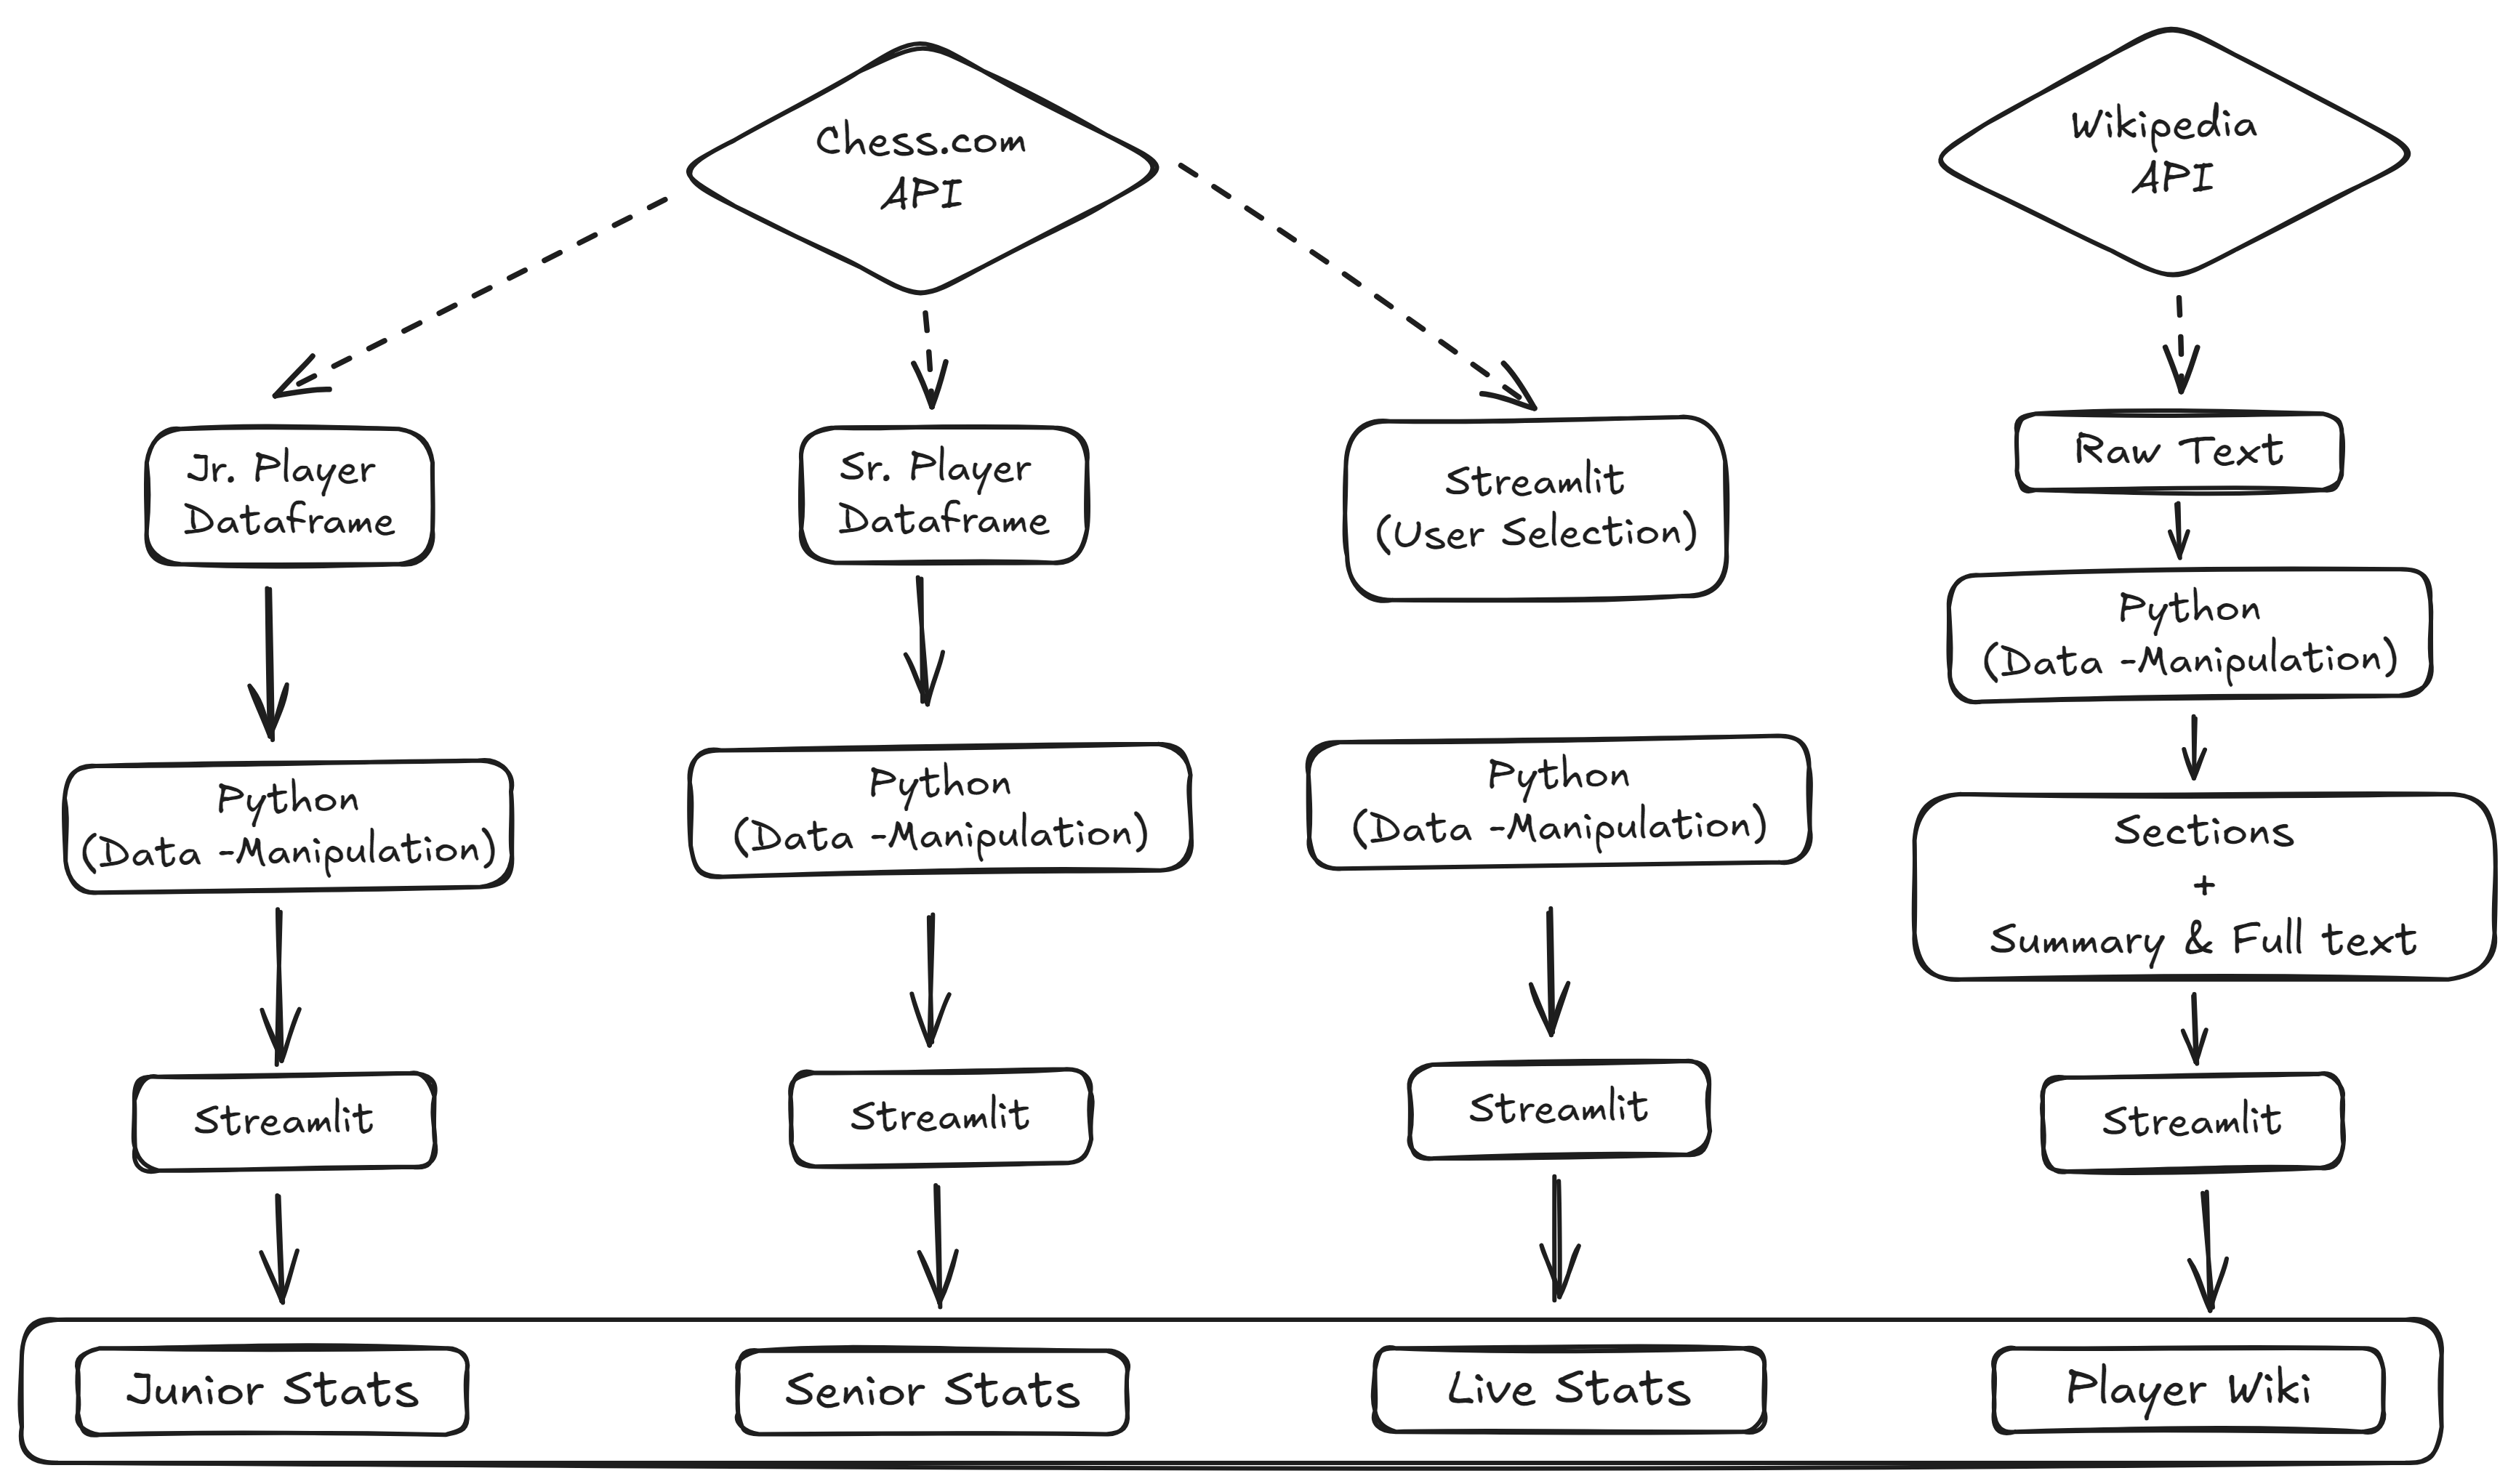 Chess.com
API
Wikipedia
API
Jr. Player
Dataframe
Sr. Player
Dataframe
Streamlit
(User Selection)
Raw Text
Python
(Data -Manipulation)
Python
(Data -Manipulation)
Python
(Data -Manipulation)
Python
(Data -Manipulation)
Sections
+
Summary & Full text
Streamlit
Streamlit
Streamlit
Streamlit
Junior Stats
Senior Stats
Live Stats
Player Wiki